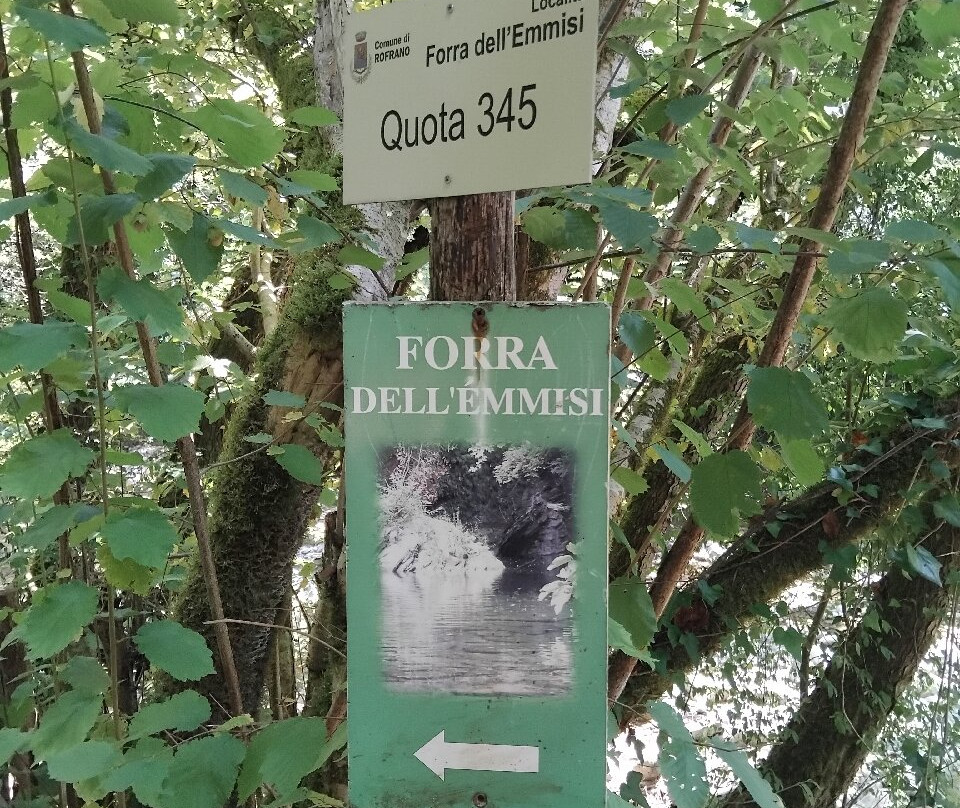 Località
Comune di
ROFRANO
Forra dell'Emmisi
Quota 345
FORRA
DELL'EMMISI